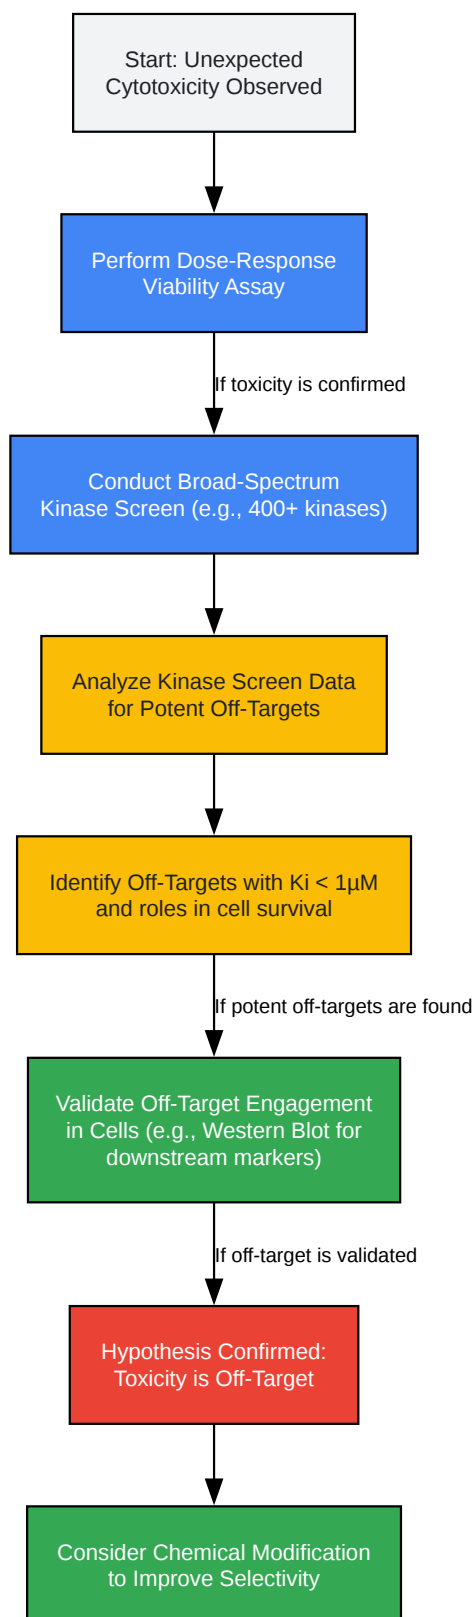 Start: Unexpected
Cytotoxicity Observed
Perform Dose-Response
Viability Assay
If toxicity is confirmed
Conduct Broad-Spectrum
Kinase Screen (e.g., 400+ kinases)
Analyze Kinase Screen Data
for Potent Off-Targets
Identify Off-Targets with Ki < 1µM
and roles in cell survival
If potent off-targets are found
Validate Off-Target Engagement
in Cells (e.g., Western Blot for
downstream markers)
If off-target is validated
Hypothesis Confirmed:
Toxicity is Off-Target
Consider Chemical Modification
to Improve Selectivity